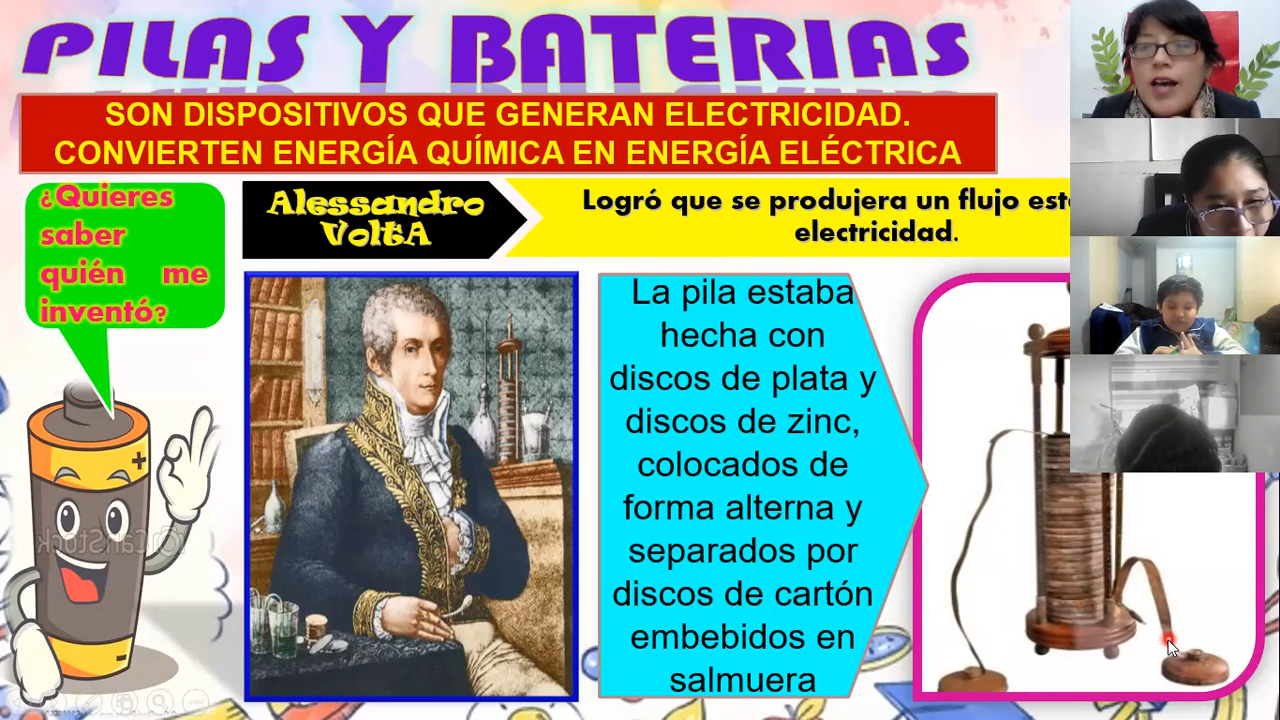 PILAS Y BATERIAS
SON DISPOSITIVOS QUE GENERAN ELECTRICIDAD.
CONVIERTEN ENERGÍA QUÍMICA EN ENERGÍA ELÉCTRICA
¿Quieres
saber
quién me
inventó?
Alessandro
VoltA
Logró que se produjera un flujo est
electricidad.
La pila estaba
hecha con
discos de plata y
discos de zinc,
colocados de
forma alterna y
separados por
discos de cartón
embebidos en
salmuera
+
-
CanStock